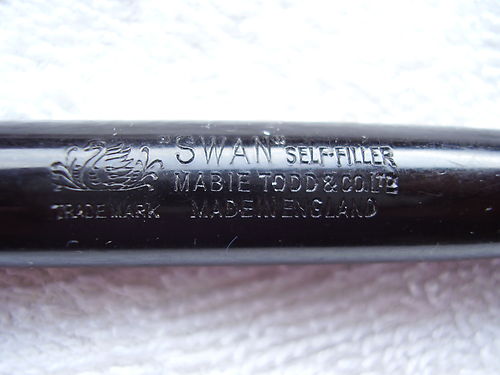 "SWAN" SELF-FILLER
MABIE TODD & CO. LTD
TRADE MARK MADE IN ENGLAND